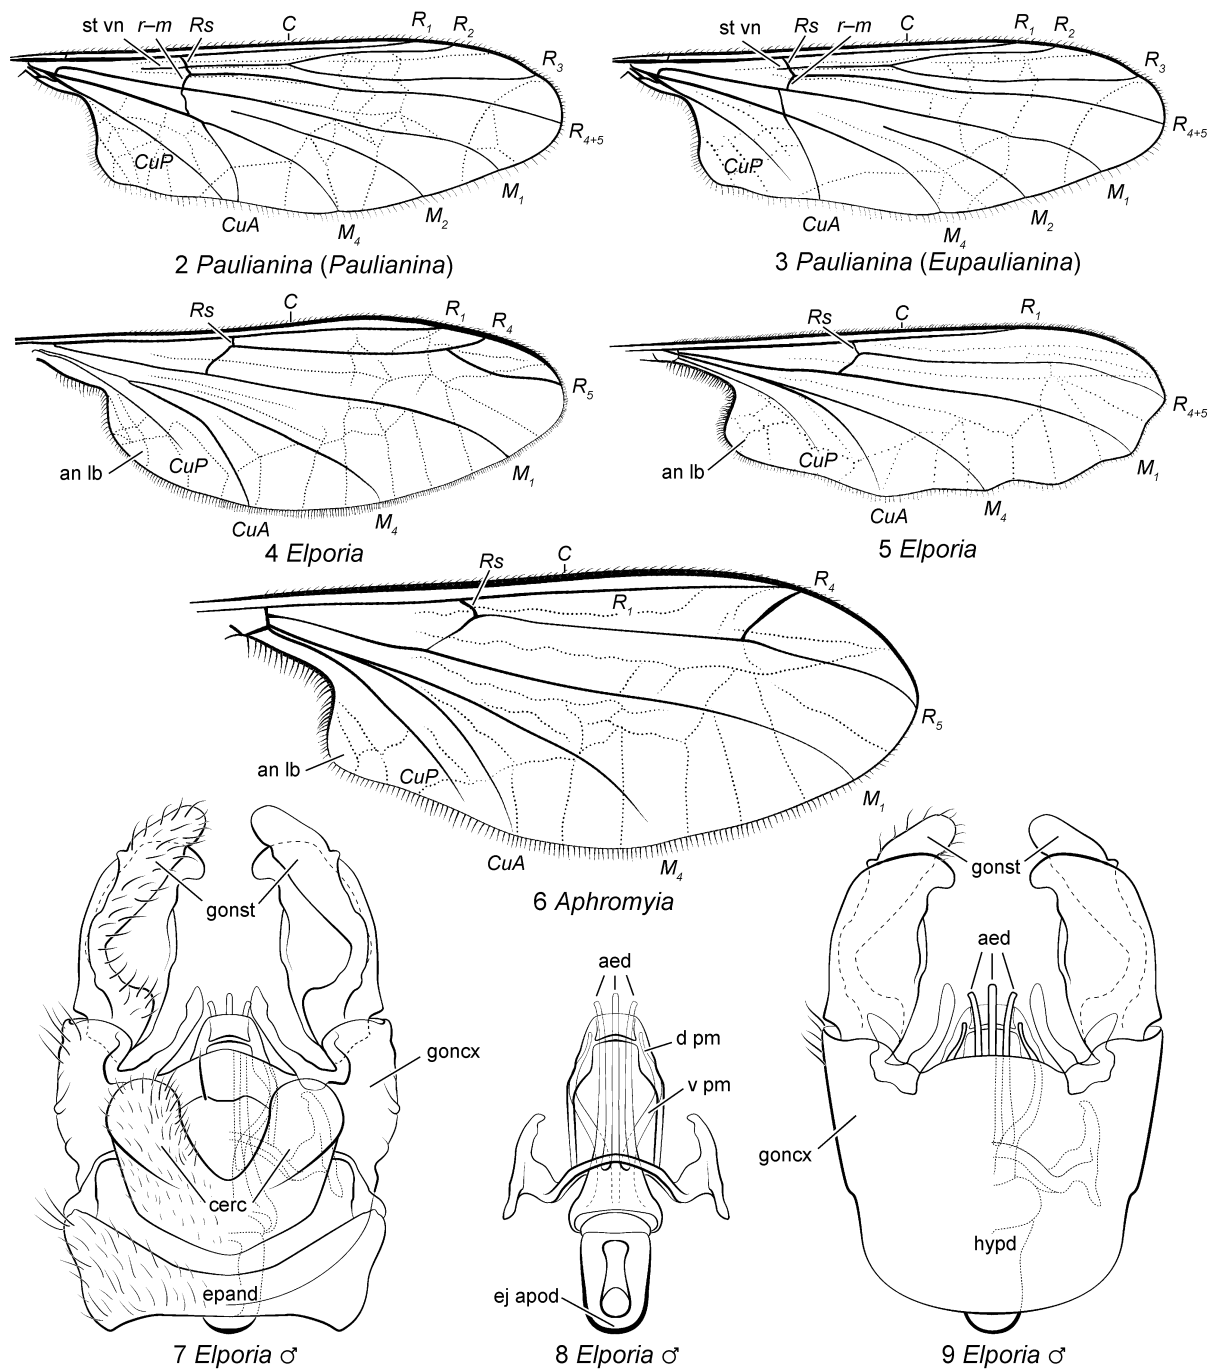 st vn r–m Rs C R1 R2
R3
R4+5
CuP
M1
M2
CuA
M4
2 Paulianina (Paulianina)
st vn Rs r–m C R1 R2
R3
R4+5
CuP
M1
M2
CuA
M4
3 Paulianina (Eupaulianina)
Rs C R1 R4
R5
an lb CuP
M1
CuA M4
4 Elporia
Rs C R1
R4+5
an lb CuP
M1
CuA M4
5 Elporia
Rs C R4
R1
R5
an lb CuP
M1
CuA M4
6 Aphromyia
gonst
goncx
cerc
epand
7 Elporia ♂
aed
d pm
v pm
ej apod
8 Elporia ♂
gonst
aed
goncx
hypd
9 Elporia ♂